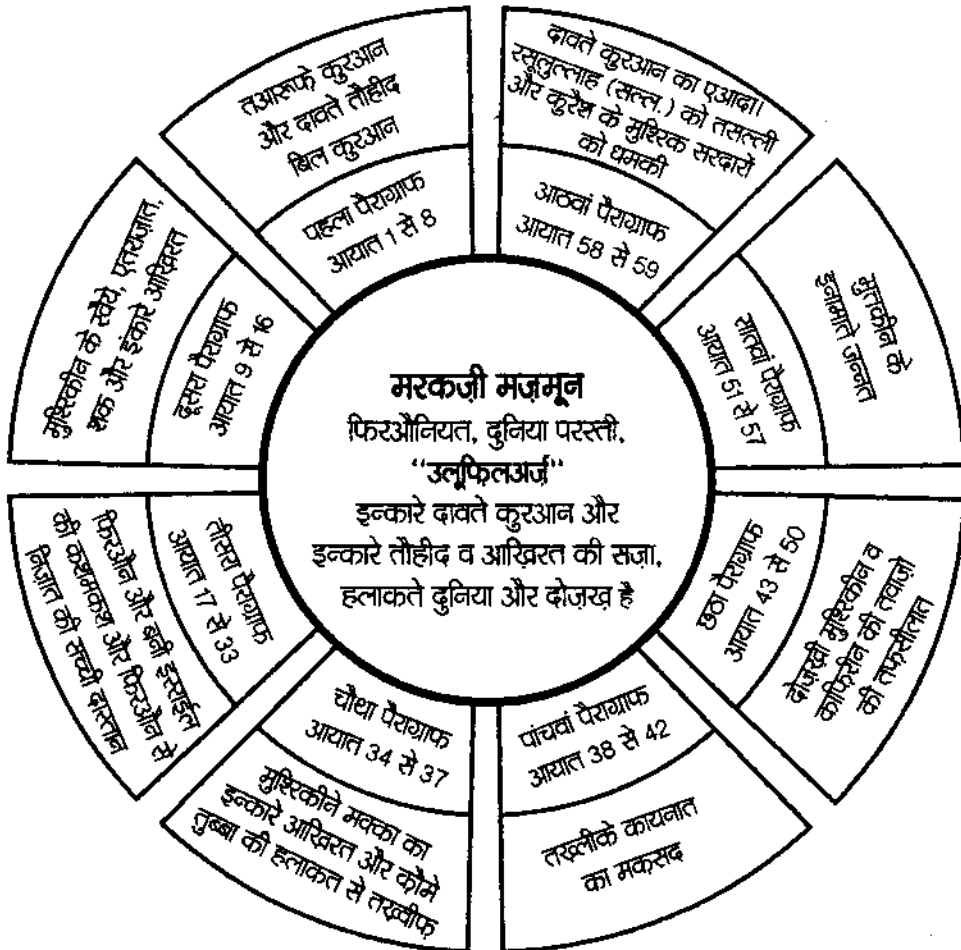 मरकज़ी मज़मून
फिरऔनियत, दुनिया परस्ती,
“उलूफ़िलअर्ज़”
इन्कारे दावते कुरआन और
इन्कारे तौहीद व आख़िरत की सज़ा,
हलाकते दुनिया और दोज़ख़ है
तआरूफ़े कुरआन
और दावते तौहीद
बिल कुरआन
पहला पैराग्राफ
आयात 1 से 8
मुश्रिकीन के रवैये, एतराज़ात,
शक और इंकारे आख़िरत
दूसरा पैराग्राफ
आयात 9 से 16
तीसरा पैराग्राफ
आयात 17 से 33
फिरऔन और बनी इस्राईल
की कशमकश और फिरऔन से
निजात की सच्ची दास्तान
चौथा पैराग्राफ
आयात 34 से 37
मुश्रिकीने मक्का का
इन्कारे आख़िरत और क़ौमे
तुब्बा की हलाकत से तख़्वीफ़
पांचवां पैराग्राफ
आयात 38 से 42
तख़्लीके कायनात
का मक़सद
छठा पैराग्राफ
आयात 43 से 50
दोज़ख़ी मुश्रिकीन व
काफ़िरीन की तवाज़ो
की तफ़सीलात
मुतकीन के
इनामाते जन्नत
सातवां पैराग्राफ
आयात 51 से 57
दावते कुरआन का एआदा।
रसूलुल्लाह (सल्ल.) को तसल्ली
और कुरैश के मुश्रिक सरदारों
को धमकी
आठवां पैराग्राफ
आयात 58 से 59